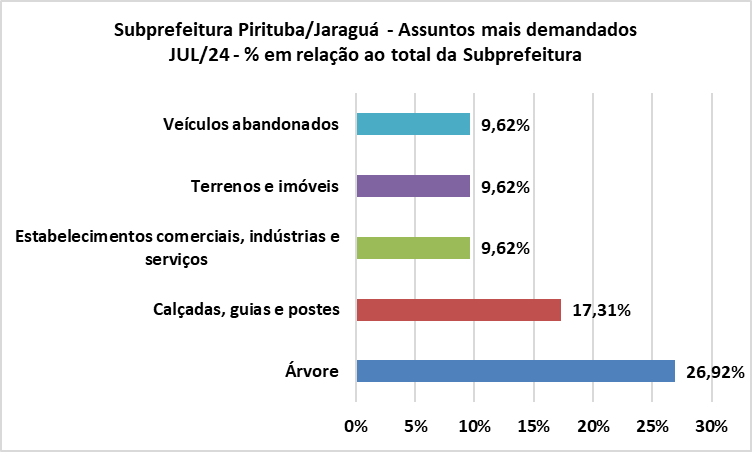 Subprefeitura Pirituba/Jaraguá - Assuntos mais demandados
JUL/24 - % em relação ao total da Subprefeitura
Veículos abandonados
9,62%
Terrenos e imóveis
9,62%
Estabelecimentos comerciais, indústrias e
serviços
9,62%
Calçadas, guias e postes
17,31%
Árvore
26,92%
0% 5% 10% 15% 20% 25% 30%